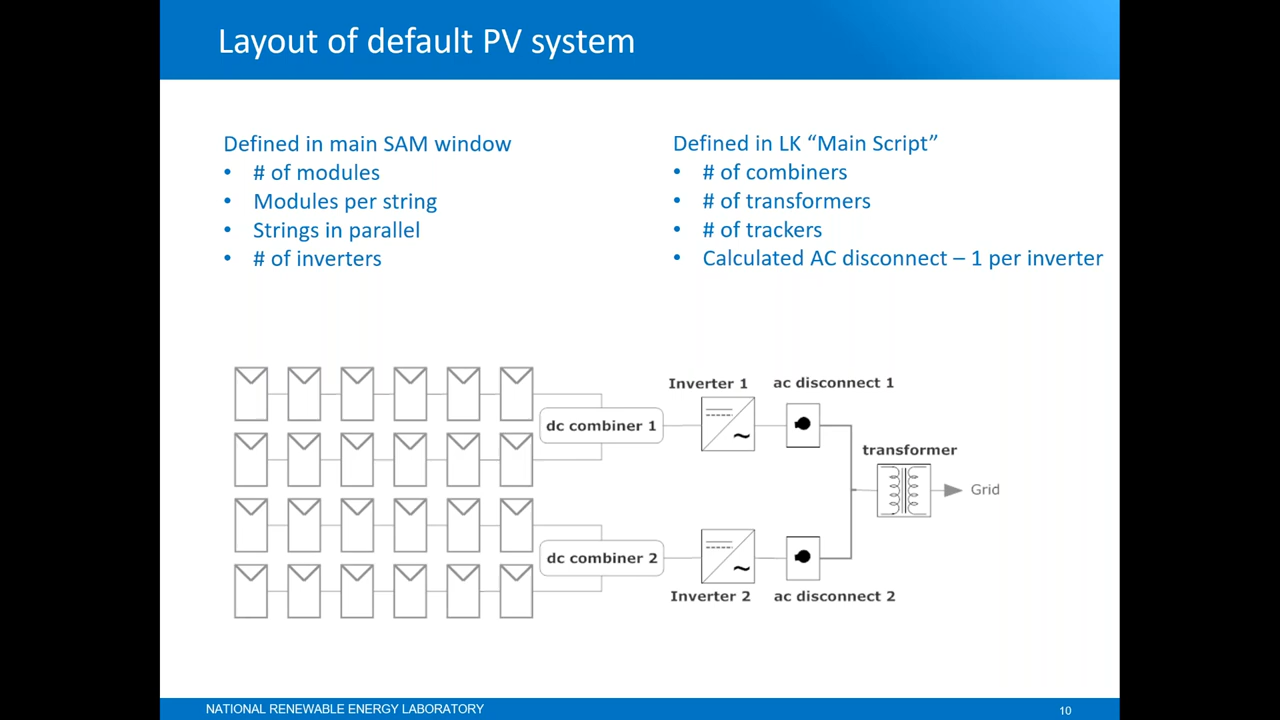 Layout of default PV system
Defined in main SAM window
• # of modules
• Modules per string
• Strings in parallel
• # of inverters
Defined in LK “Main Script”
• # of combiners
• # of transformers
• # of trackers
• Calculated AC disconnect – 1 per inverter
Inverter 1
ac disconnect 1
dc combiner 1
transformer
Grid
dc combiner 2
Inverter 2
ac disconnect 2
NATIONAL RENEWABLE ENERGY LABORATORY
10